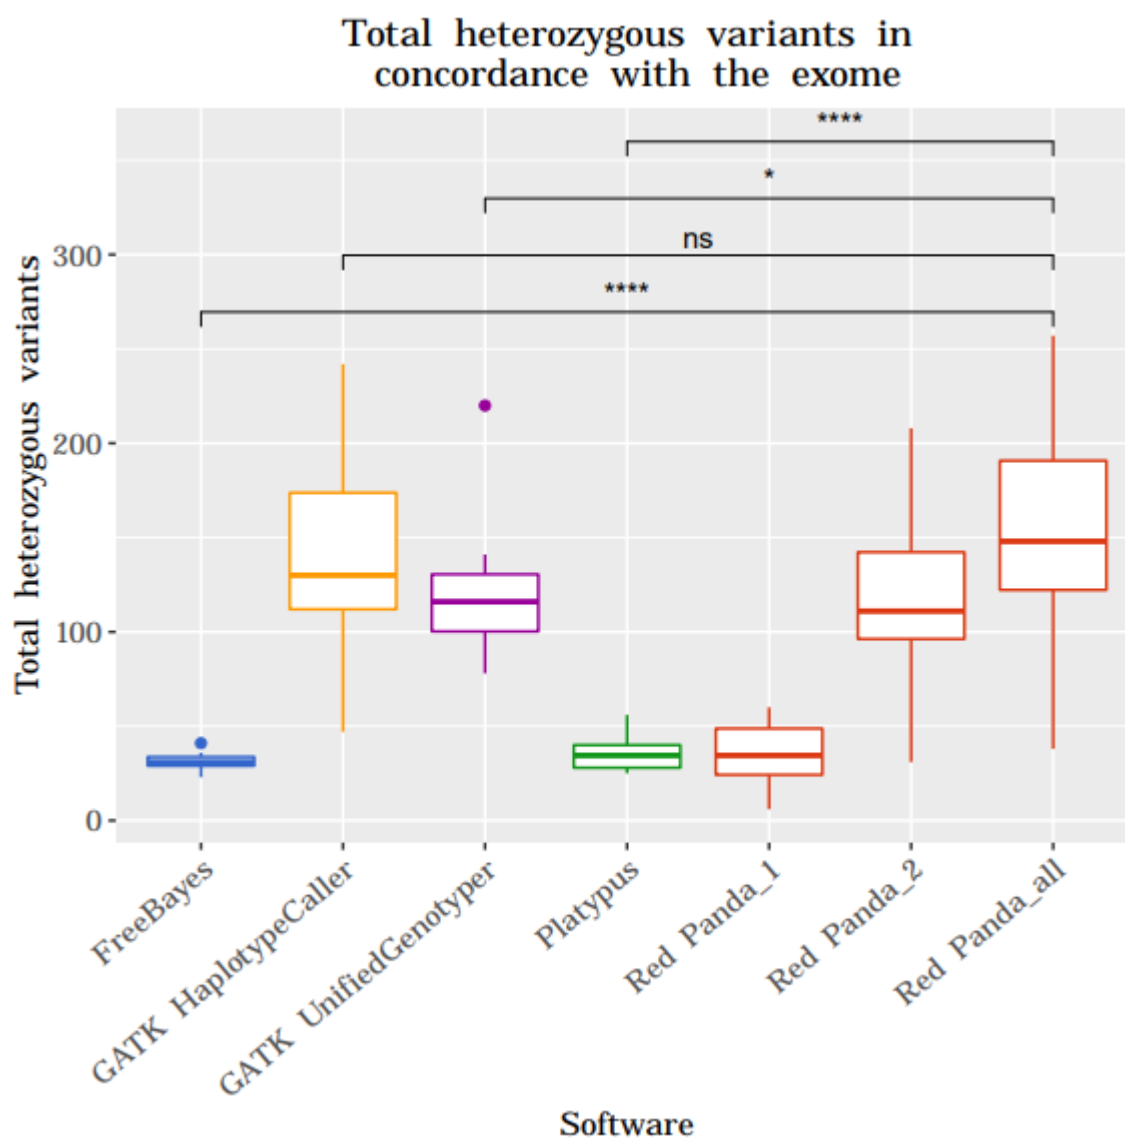 Total heterozygous variants in
concordance with the exome
Total heterozygous variants
300
200
100
0
****
*
ns
****
FreeBayes
GATK HaplotypeCaller
GATK UnifiedGenotyper
Platypus
Red Panda_1
Red Panda_2
Red Panda_all
Software